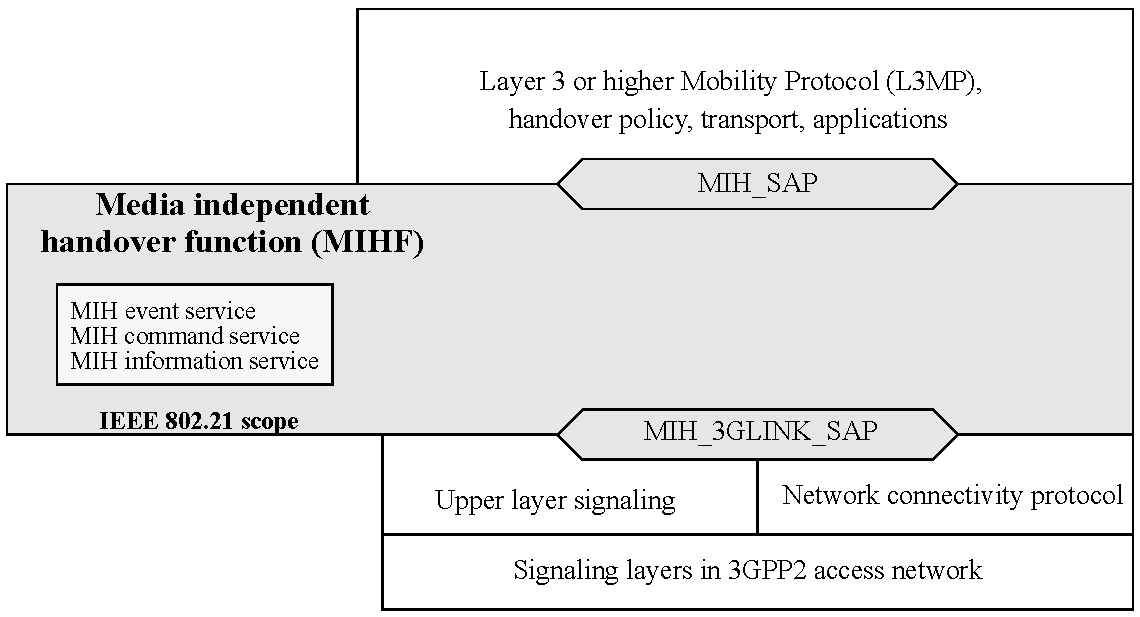 Layer 3 or higher Mobility Protocol (L3MP),
handover policy, transport, applications
MIH_SAP
Media independent
handover function (MIHF)
MIH event service
MIH command service
MIH information service
IEEE 802.21 scope
MIH_3GLINK_SAP
Upper layer signaling
Network connectivity protocol
Signaling layers in 3GPP2 access network